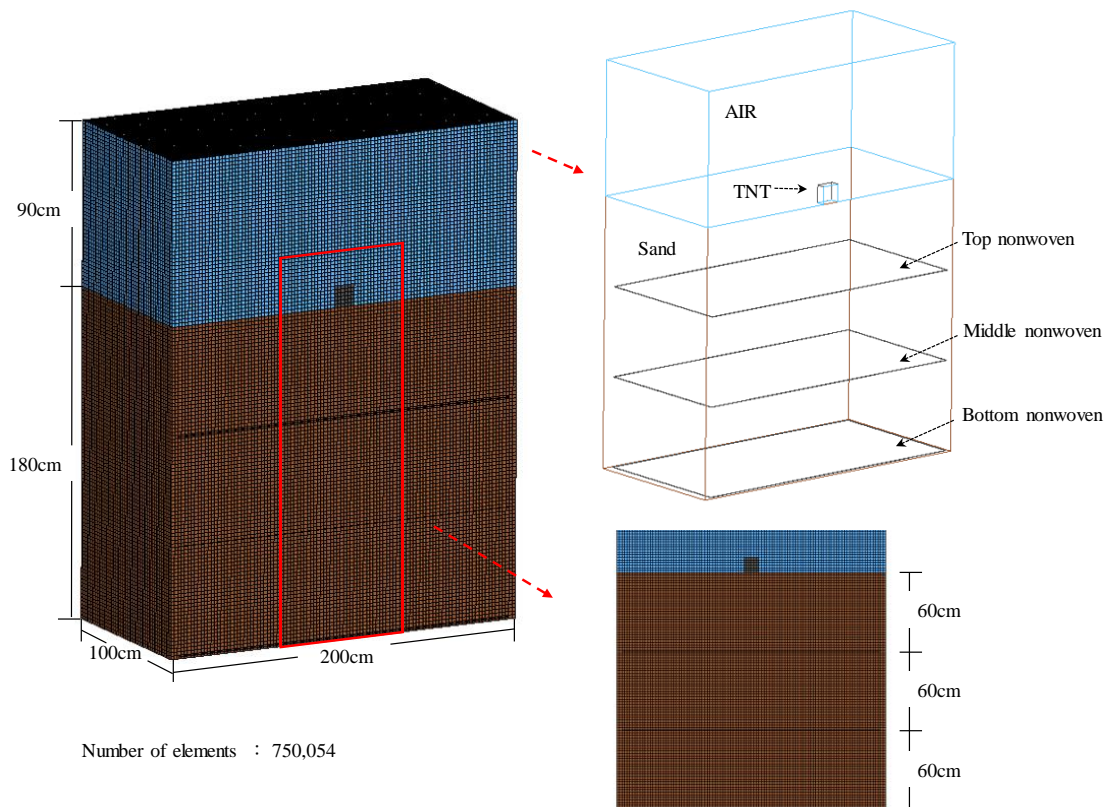 90cm
180cm
100cm
200cm
Number of elements : 750,054
AIR
TNT
Sand
Top nonwoven
Middle nonwoven
Bottom nonwoven
60cm
60cm
60cm